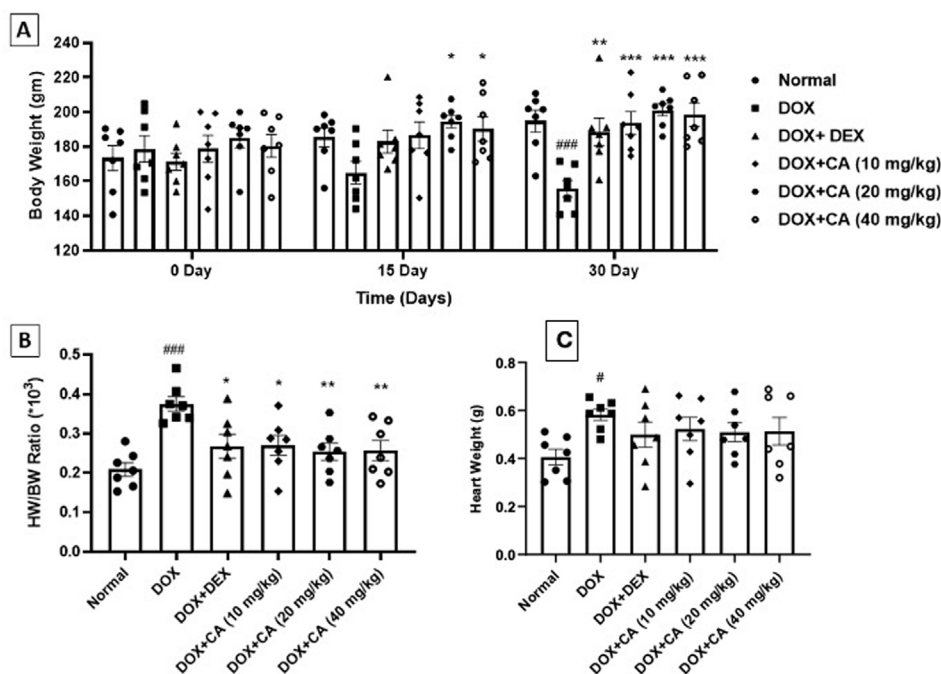 A
Body Weight (gm)
240
220
200
180
160
140
120
* * ** *** *** ***
###
0 Day 15 Day 30 Day
Time (Days)
Normal
DOX
DOX+ DEX
DOX+CA (10 mg/kg)
DOX+CA (20 mg/kg)
DOX+CA (40 mg/kg)
B
HW/BW Ratio (*10³)
0.5
0.4
0.3
0.2
0.1
0.0
### * * ** **
Normal
DOX
DOX+DEX
DOX+CA (10 mg/kg)
DOX+CA (20 mg/kg)
DOX+CA (40 mg/kg)
C
Heart Weight (g)
0.8
0.6
0.4
0.2
0.0
#
Normal
DOX
DOX+DEX
DOX+CA (10 mg/kg)
DOX+CA (20 mg/kg)
DOX+CA (40 mg/kg)